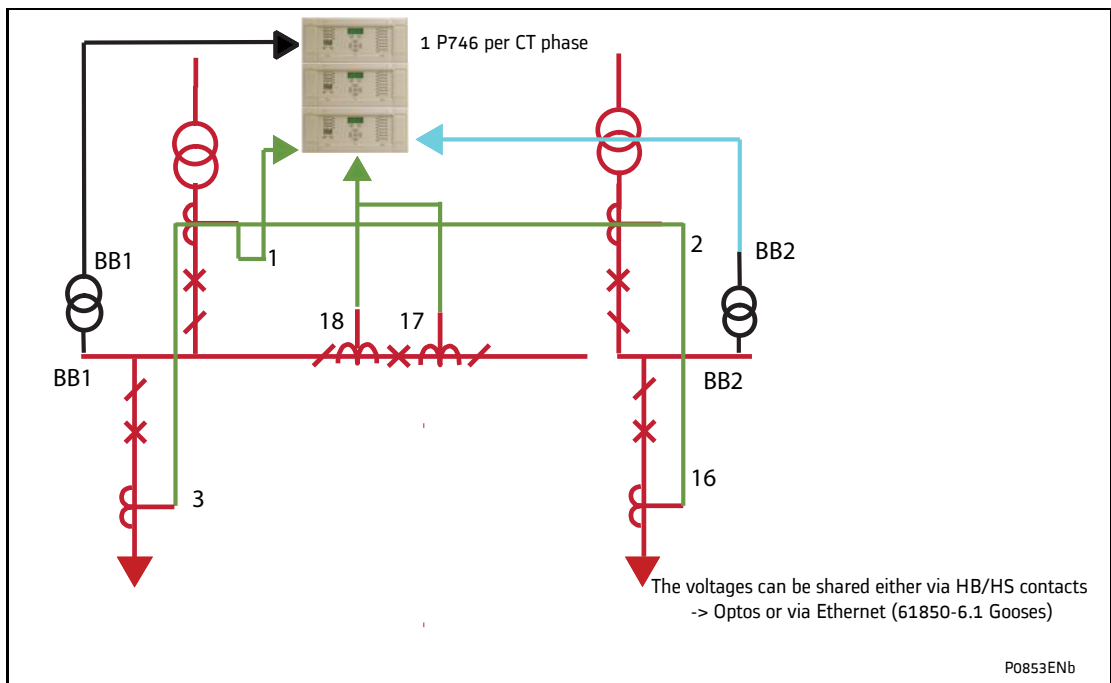 1 P746 per CT phase
1
2
BB1
BB2
18
17
BB1
BB2
3
16
The voltages can be shared either via HB/HS contacts
-> Optos or via Ethernet (61850-6.1 Gooses)
P0853ENb